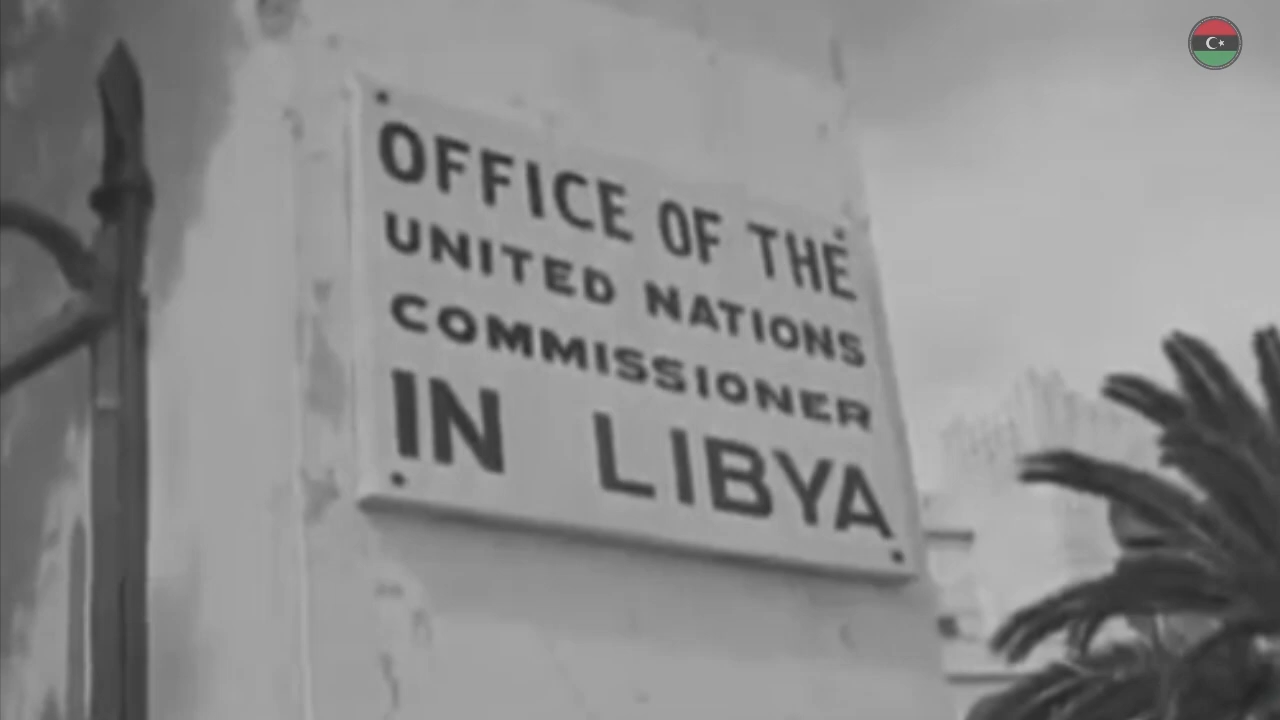 OFFICE OF THE
UNITED NATIONS
COMMISSIONER
IN LIBYA